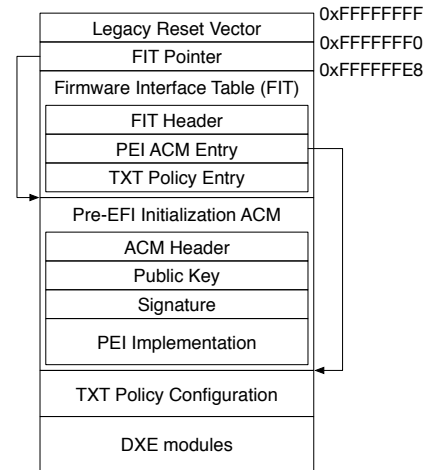 0xFFFFFFFF
Legacy Reset Vector
0xFFFFFFF0
FIT Pointer
0xFFFFFFE8
Firmware Interface Table (FIT)
FIT Header
PEI ACM Entry
TXT Policy Entry
Pre-EFI Initialization ACM
ACM Header
Public Key
Signature
PEI Implementation
TXT Policy Configuration
DXE modules